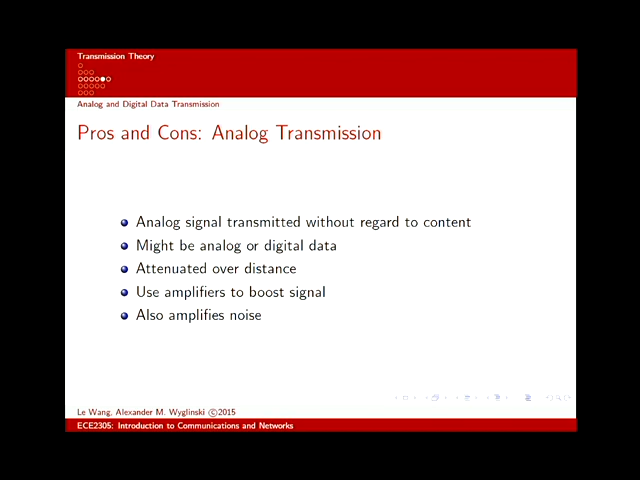 Transmission Theory
Analog and Digital Data Transmission
Pros and Cons: Analog Transmission
Analog signal transmitted without regard to content
Might be analog or digital data
Attenuated over distance
Use amplifiers to boost signal
Also amplifies noise
Le Wang, Alexander M. Wyglinski ©2015
ECE2305: Introduction to Communications and Networks